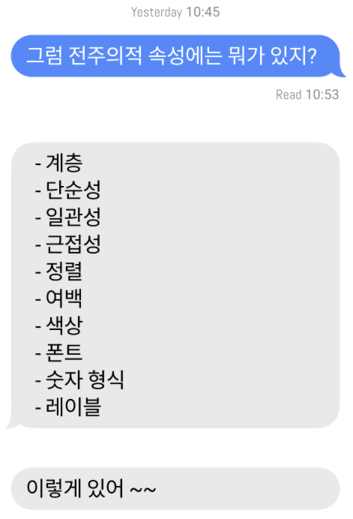 Yesterday 10:45
그럼 전주의적 속성에는 뭐가 있지?
Read 10:53
- 계층
- 단순성
- 일관성
- 근접성
- 정렬
- 여백
- 색상
- 폰트
- 숫자 형식
- 레이블
이렇게 있어 ~~